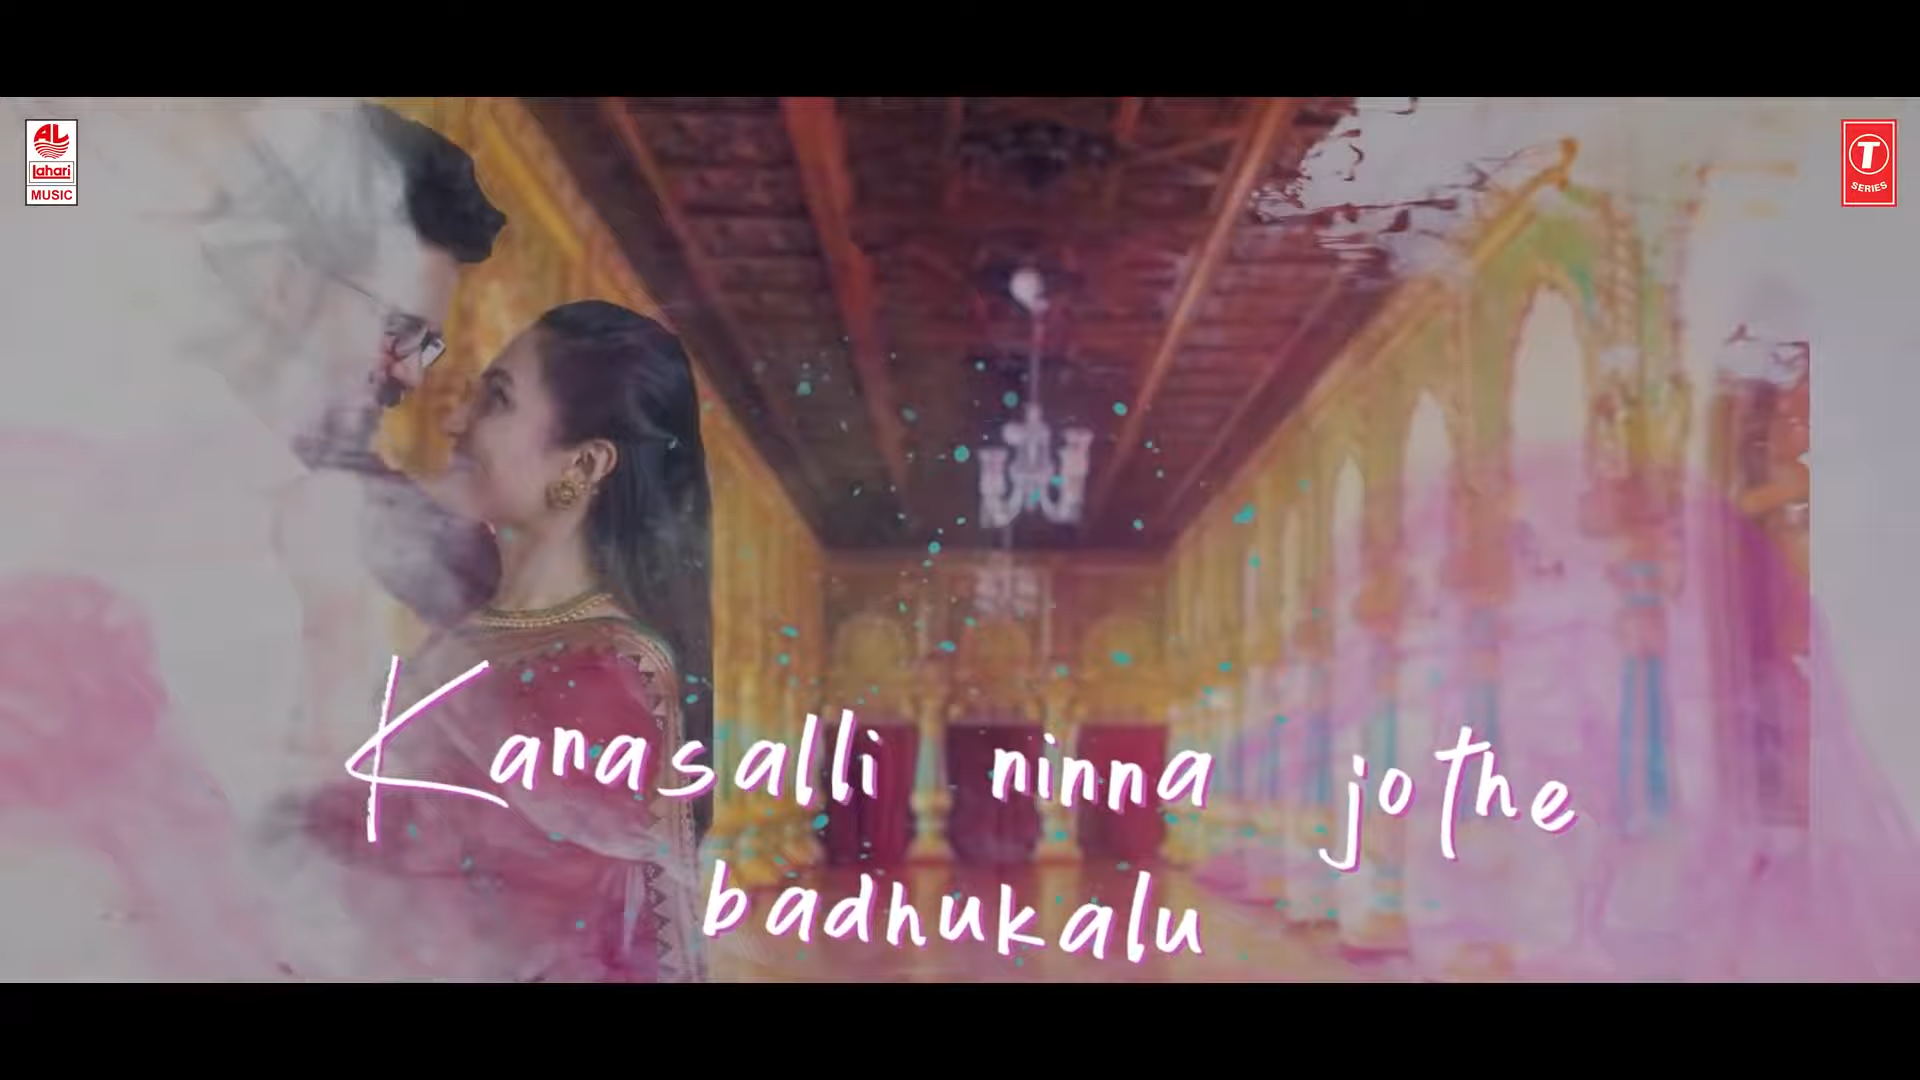 AL
lahari
MUSIC
T
SERIES
Kanasalli ninna jothe
badhukalu